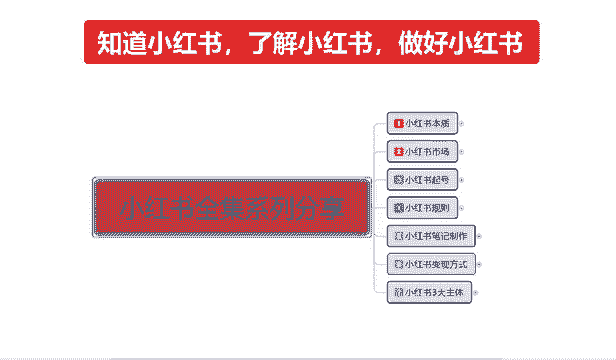 知道小红书，了解小红书，做好小红书
小红书全集系列分享
小红书本质
小红书市场
小红书起号
小红书规则
小红书笔记制作
小红书变现方式
小红书3大主体